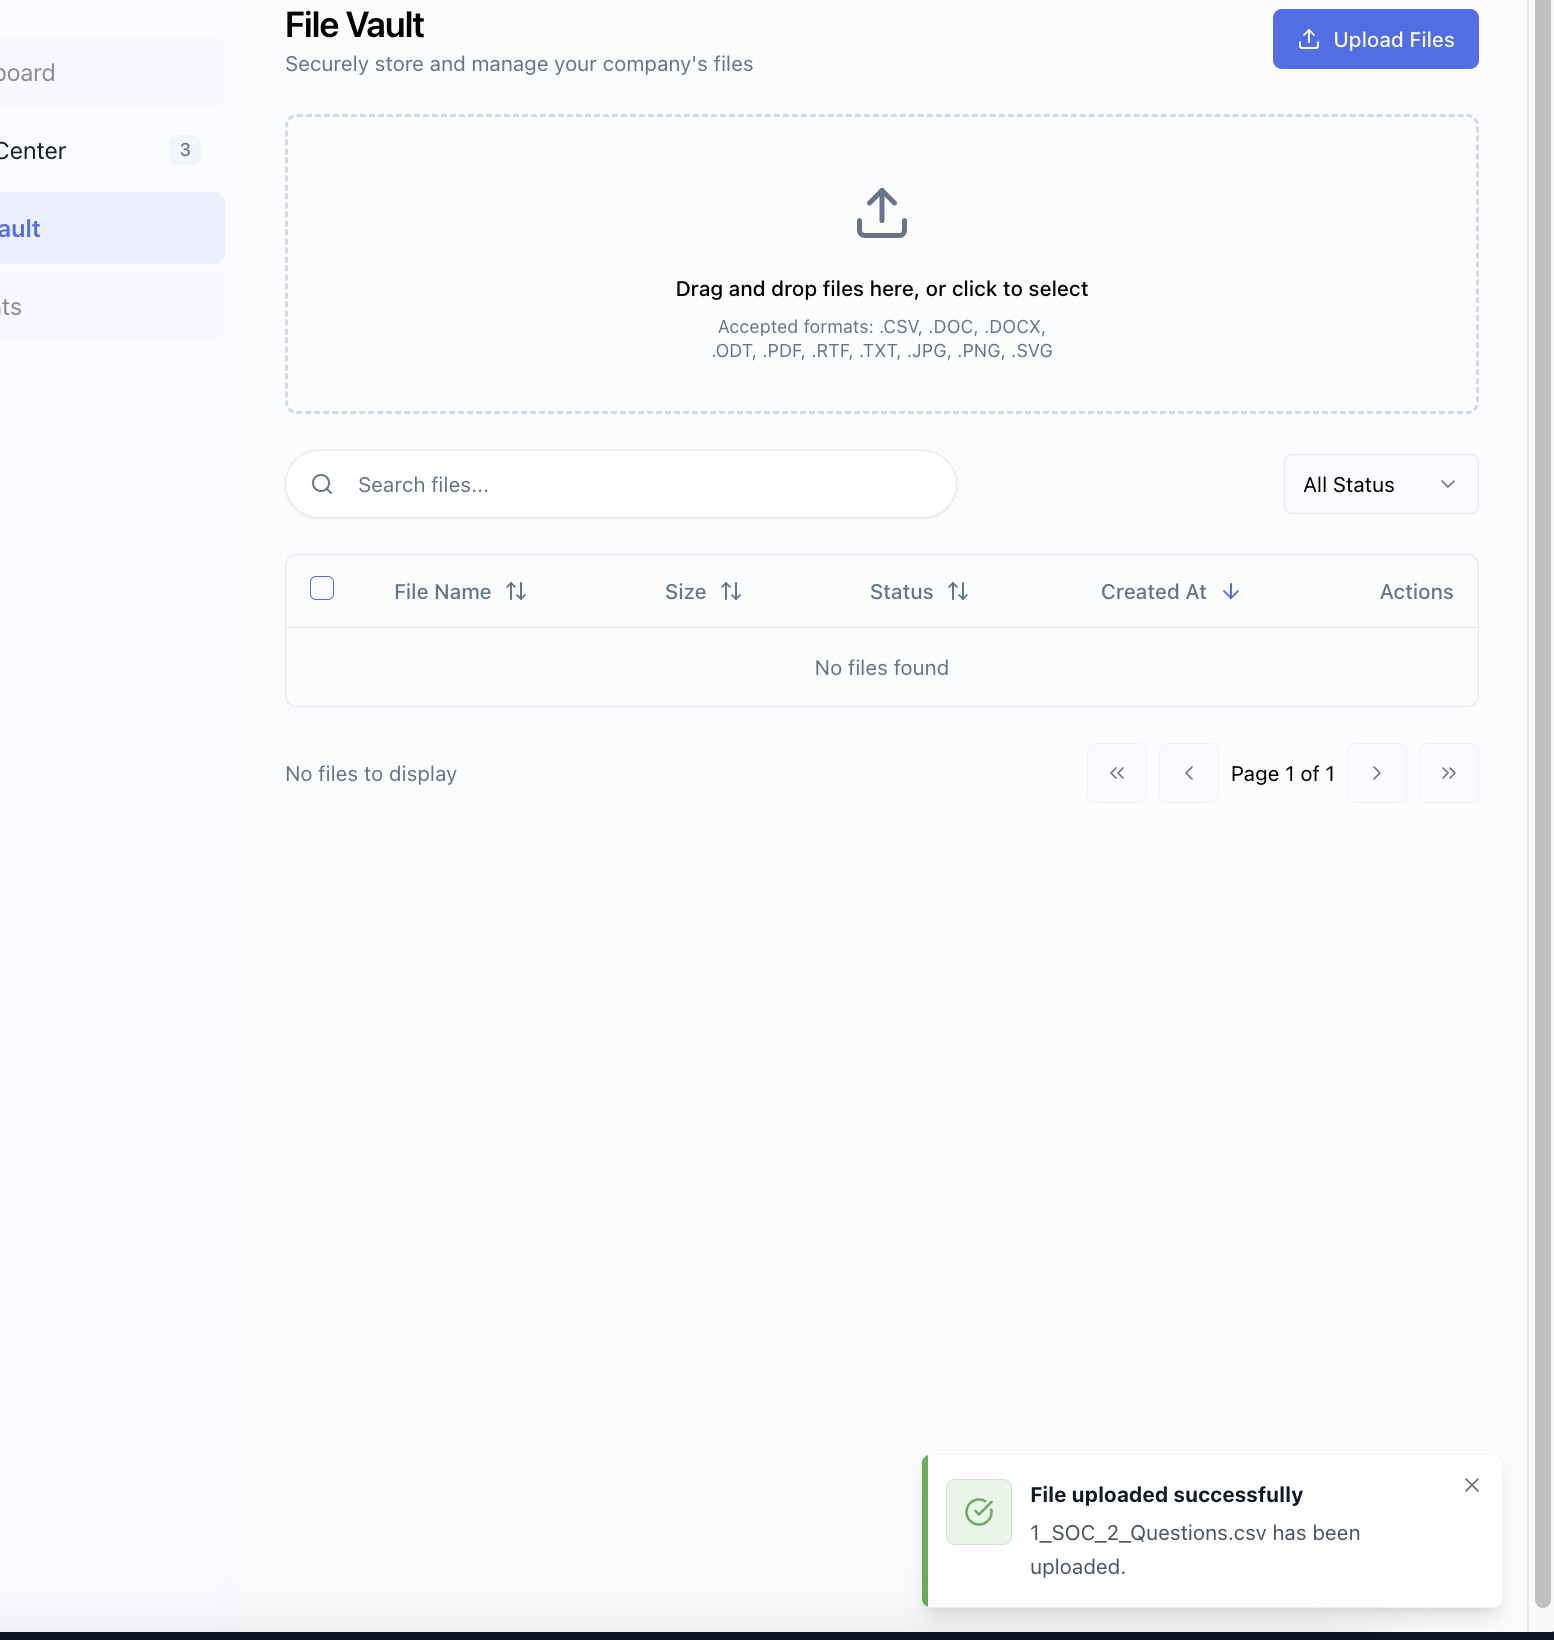 File Vault
Securely store and manage your company's files
Upload Files
board
Center
3
ault
ts
Drag and drop files here, or click to select
Accepted formats: .CSV, .DOC, .DOCX,
.ODT, .PDF, .RTF, .TXT, .JPG, .PNG, .SVG
Search files...
All Status
File Name Size Status Created At Actions
No files found
No files to display
Page 1 of 1
File uploaded successfully
1_SOC_2_Questions.csv has been
uploaded.